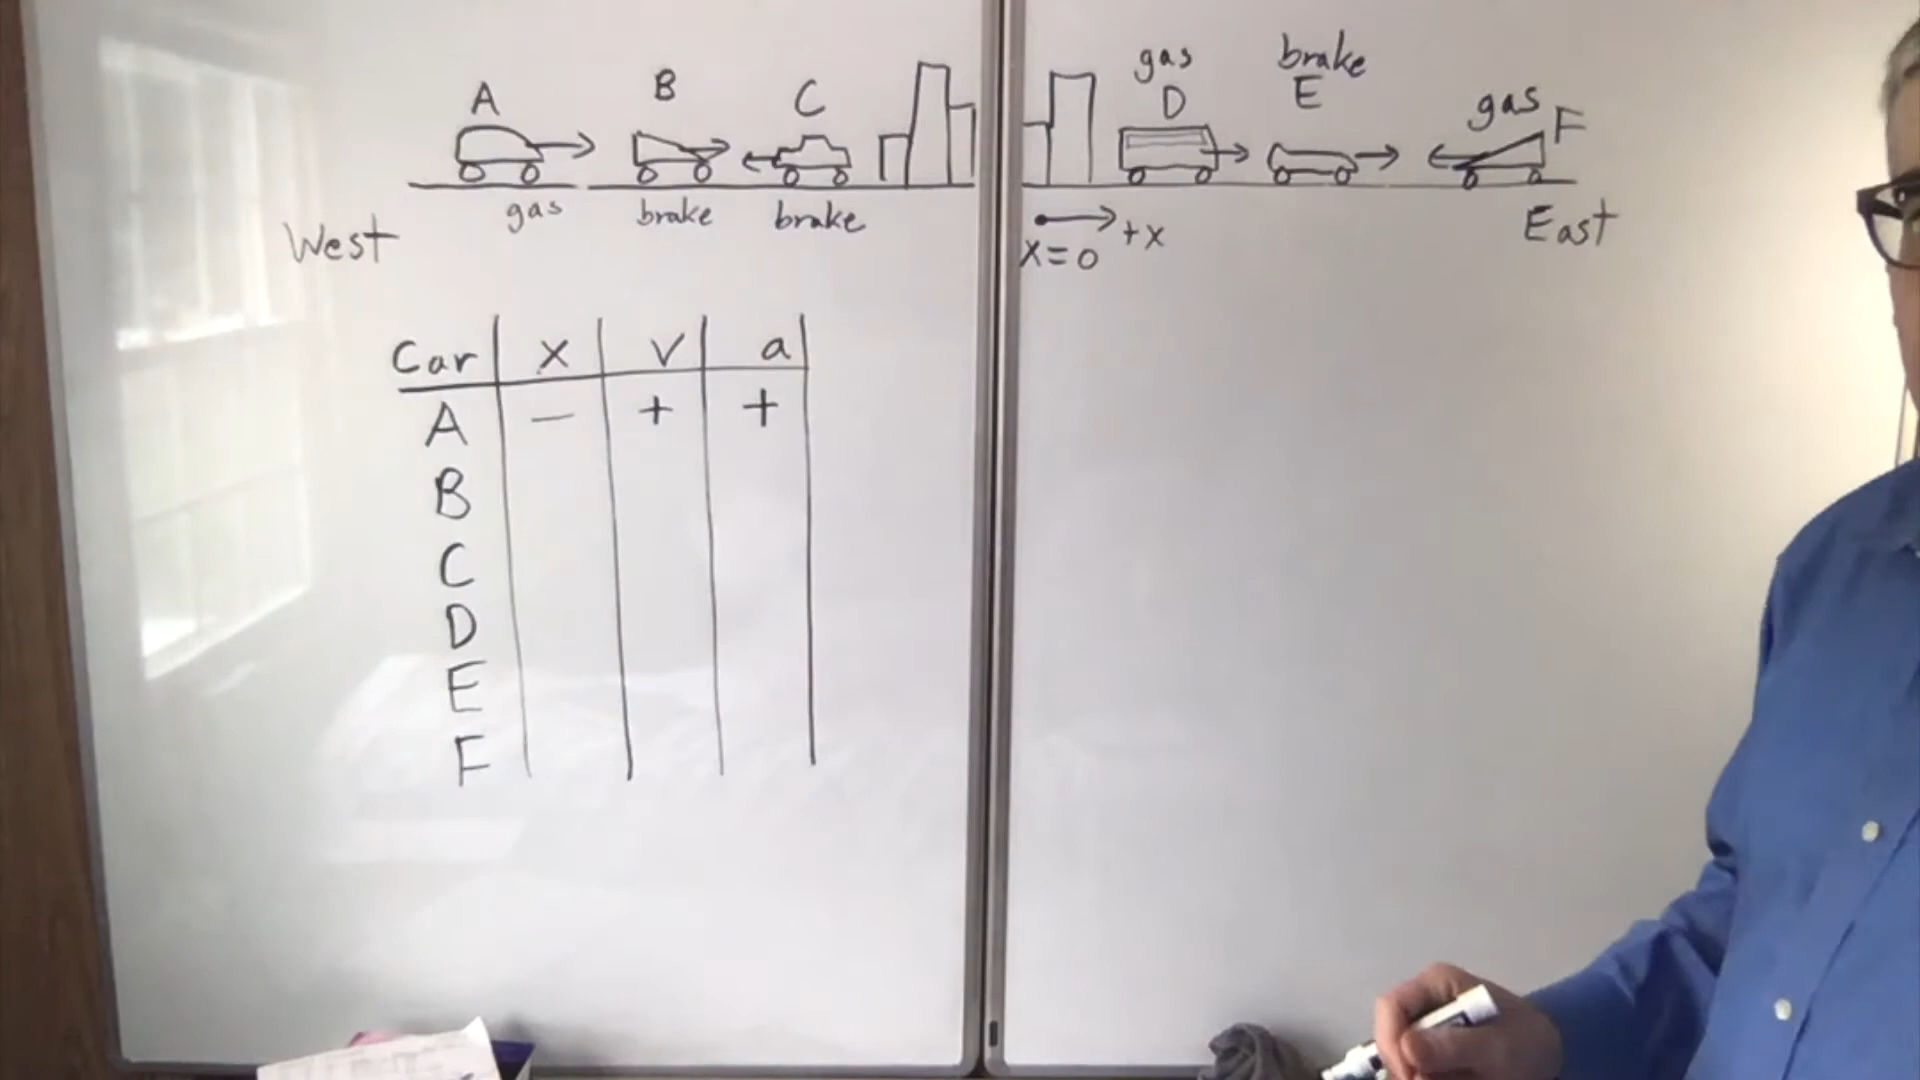 A B C gas D brake E gas F
gas brake brake
West x=0 +x East
Car x v a
A — + +
B
C
D
E
F